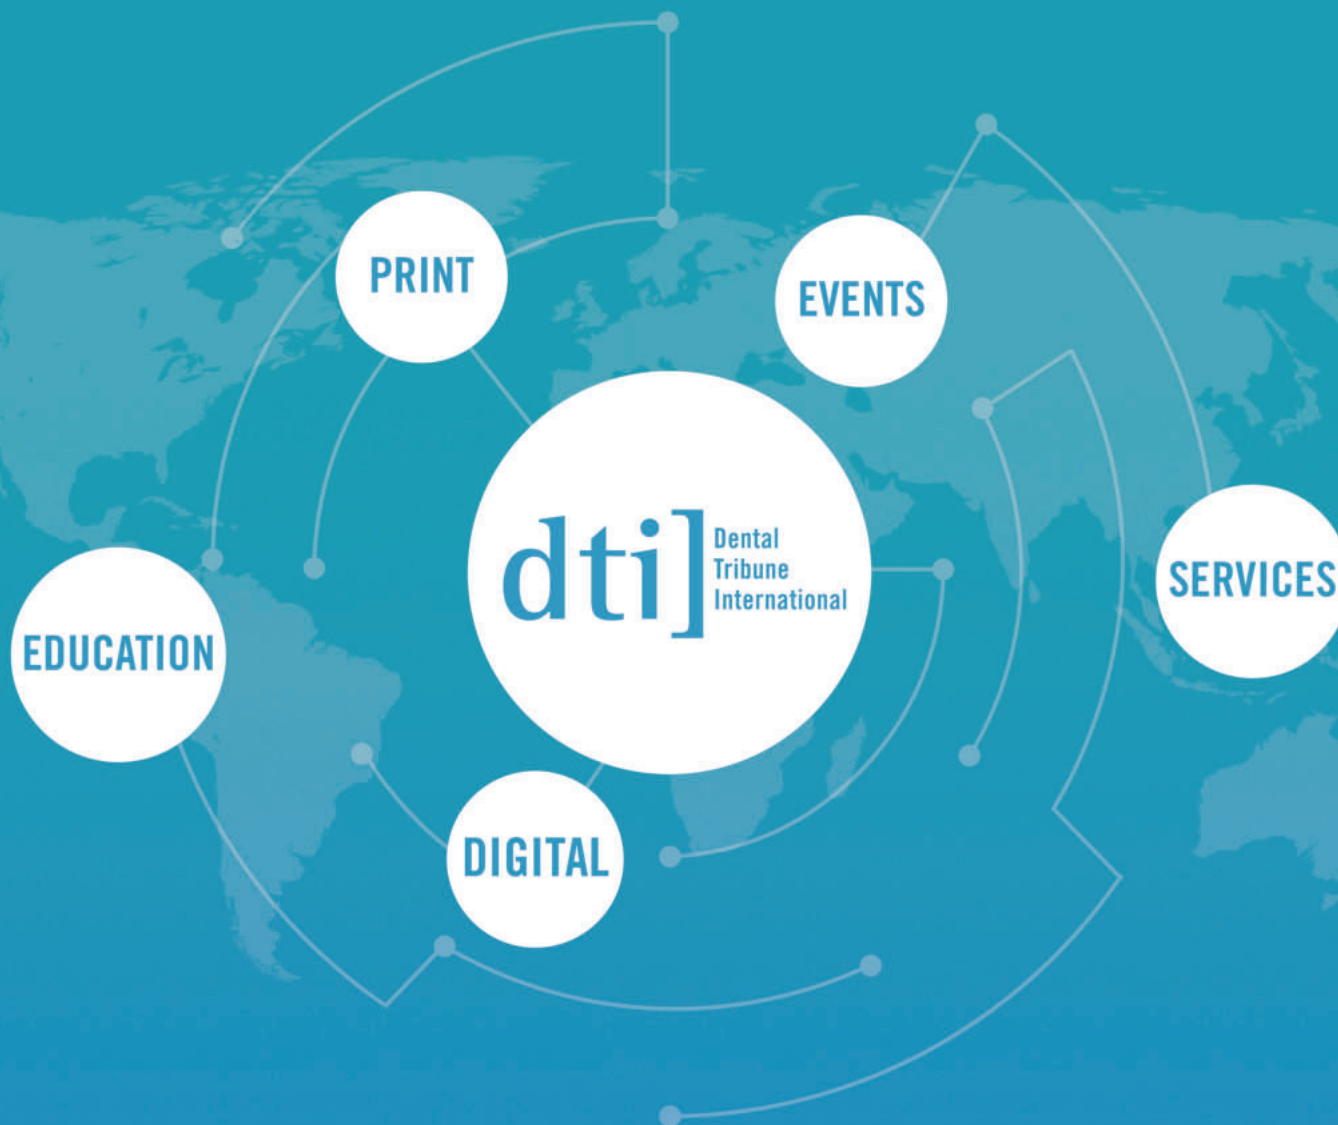 PRINT
EVENTS
dti]
Dental
Tribune
International
SERVICES
EDUCATION
DIGITAL